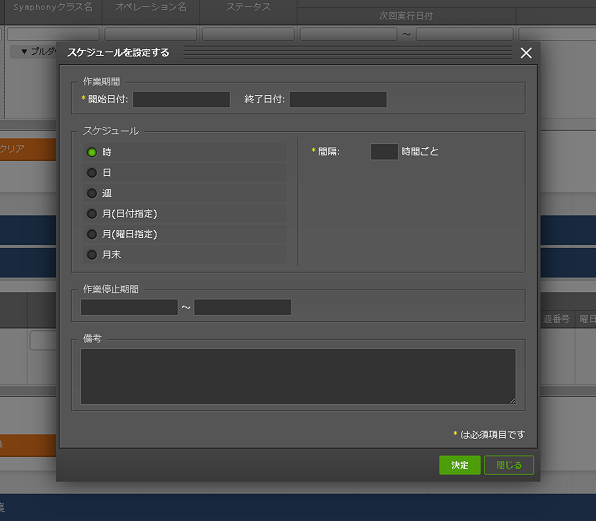 Symphonyクラス名 オペレーション名 ステータス
次回実行日付
～
▼ プルダ
スケジュールを設定する
作業期間
*開始日付: 終了日付:
クリア
スケジュール
時
*間隔: 時間ごと
日
週
月(日付指定)
月(曜日指定)
月末
作業停止期間
～
週番号 曜日
備考
*は必須項目です
決定 閉じる